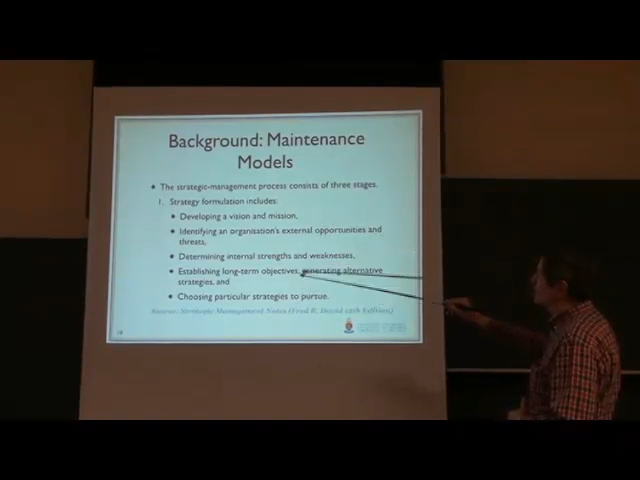 Background: Maintenance
Models
• The strategic-management process consists of three stages.
1. Strategy formulation includes:
• Developing a vision and mission,
• Identifying an organisation's external opportunities and
threats,
• Determining internal strengths and weaknesses,
• Establishing long-term objectives, generating alternative
strategies, and
• Choosing particular strategies to pursue.
Source: Strategic Management Notes (Fred R. David 12th Edition)